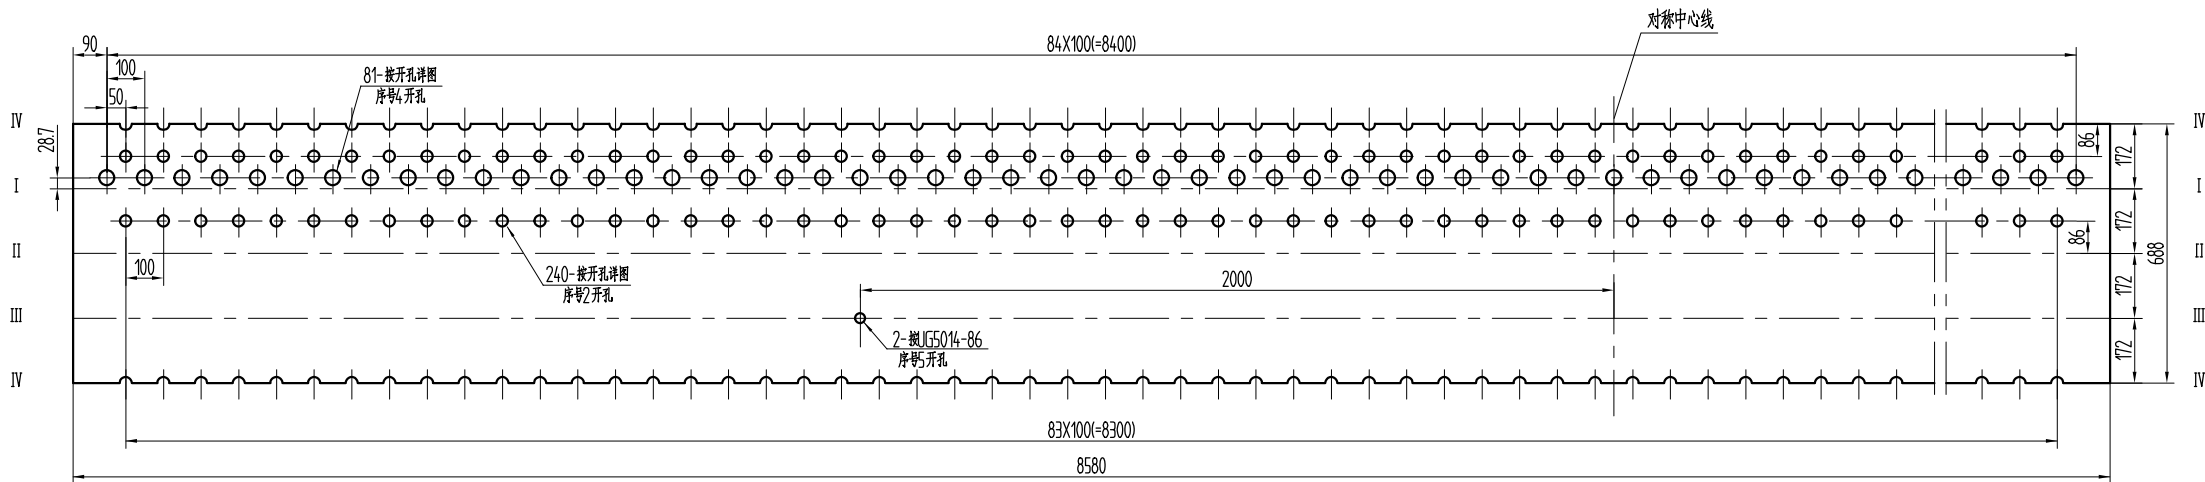 对称中心线
90
84X100(=8400)
100
81-按开孔详图
序号4开孔
50
IV
IV
28.7
86
172
I
I
172
86
II
II
100
240-按开孔详图
序号2开孔
688
2000
172
III
III
2-按JG5014-86
序号5开孔
172
IV
IV
83X100(=8300)
8580